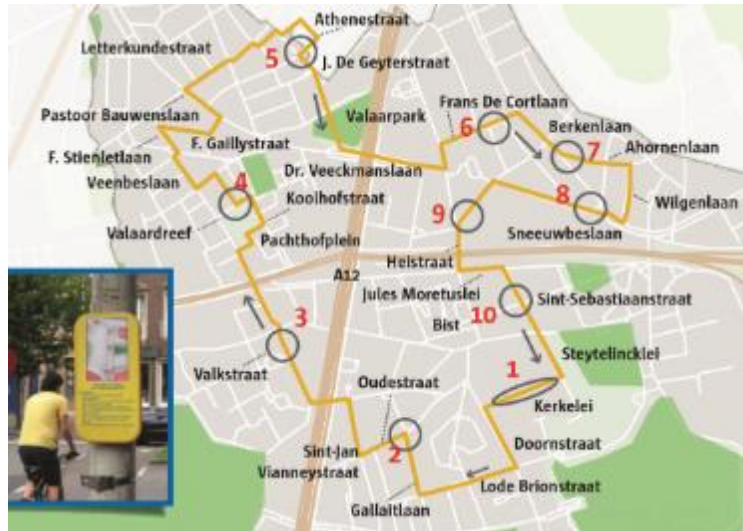 Athenestraat
Letterkundestraat
5
J. De Geyterstraat
Pastoor Bauwenslaan
Valaarpark
Frans De Cortlaan
6
Berkenlaan
7
Ahornenlaan
F. Gaillystraat
F. Stienletlaan
Dr. Veeckmanslaan
Veenbeslaan
4
Kooihofstraat
Valaardreef
Pachthofplein
9
8
Wilgenlaan
Sneeuwbeslaan
Heistraat
A12
Jules Moretuslei
10
Sint-Sebastiaanstraat
Bist
3
Valkstraat
Steytelincklei
1
Oudestraat
Kerkelei
2
Doornstraat
Sint-Jan
Vianneystraat
Lode Brionstraat
Gallaitlaan